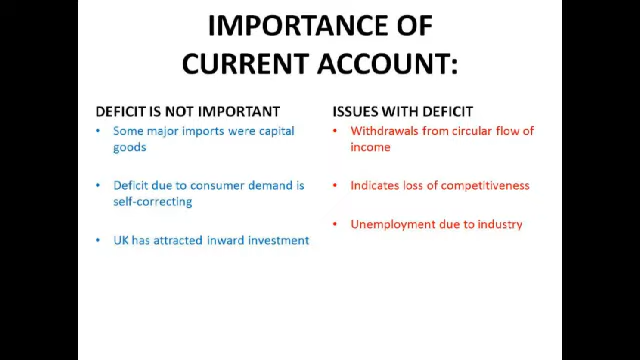 IMPORTANCE OF
CURRENT ACCOUNT:
DEFICIT IS NOT IMPORTANT
• Some major imports were capital
goods
• Deficit due to consumer demand is
self-correcting
• UK has attracted inward investment
ISSUES WITH DEFICIT
• Withdrawals from circular flow of
income
• Indicates loss of competitiveness
• Unemployment due to industry